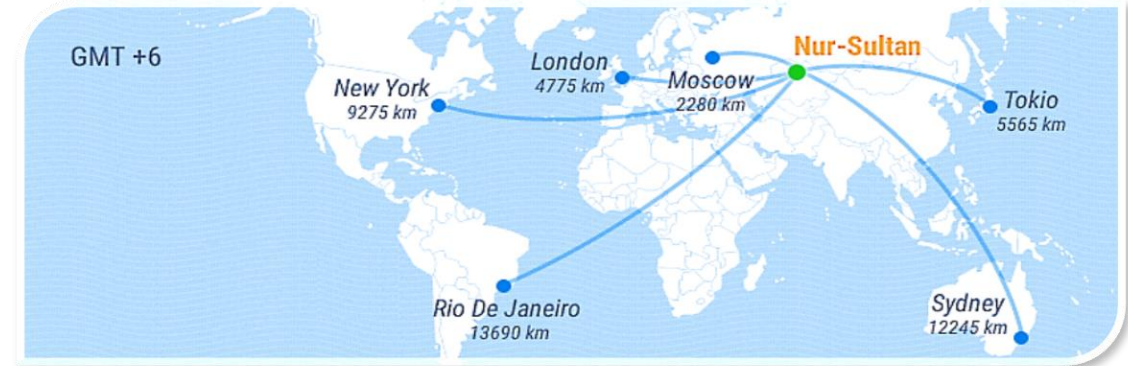 GMT +6
Nur-Sultan
London
4775 km
Moscow
2280 km
New York
9275 km
Tokio
5565 km
Rio De Janeiro
13690 km
Sydney
12245 km